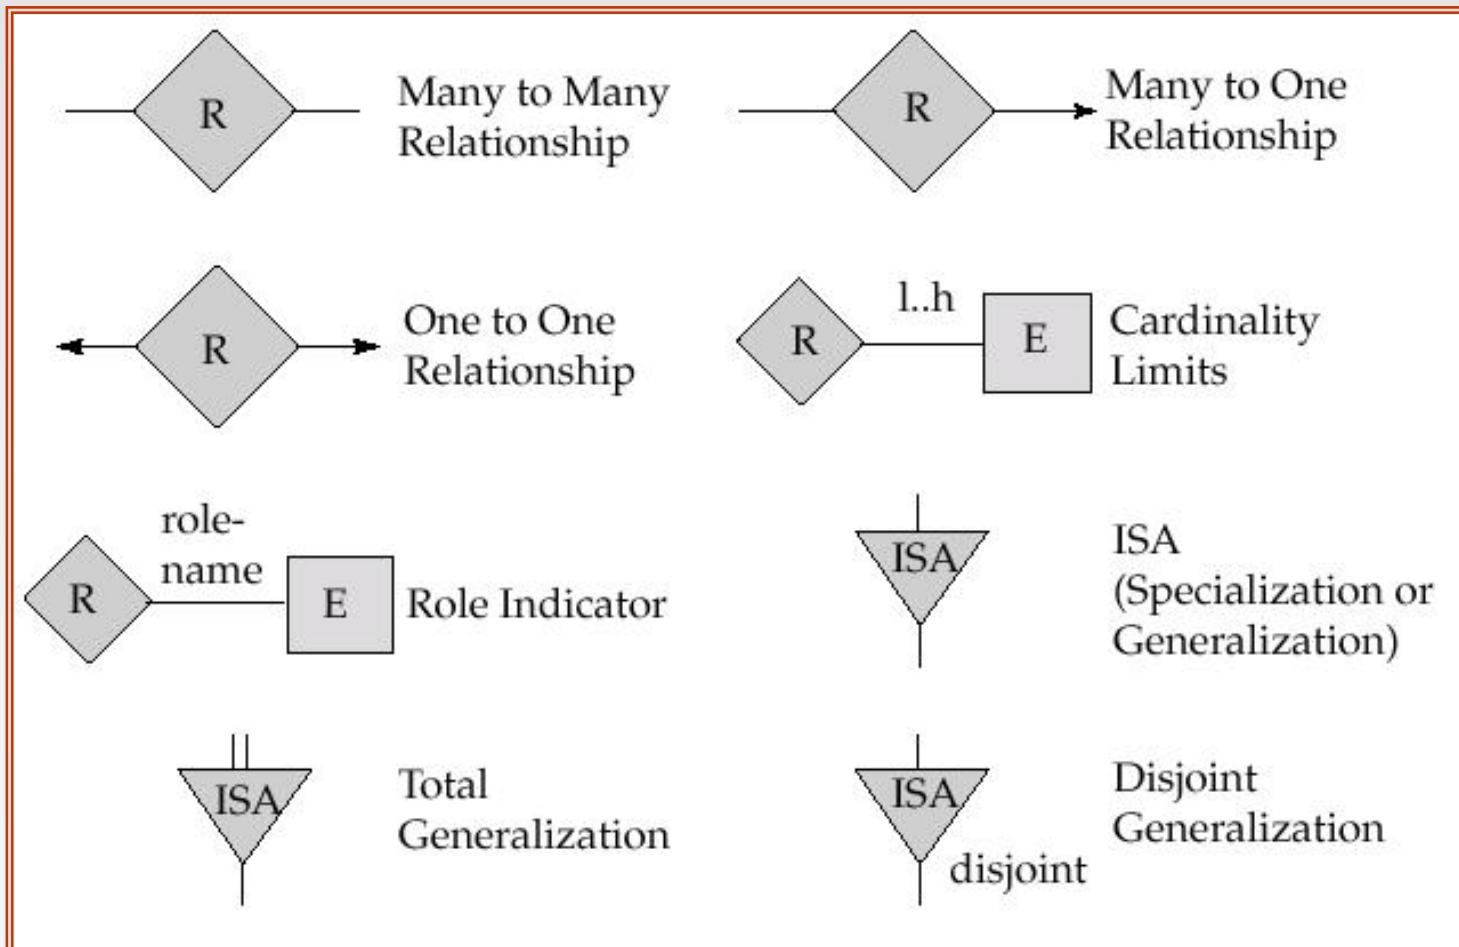 R
Many to Many
Relationship
R
Many to One
Relationship
R
One to One
Relationship
R
l..h
E
Cardinality
Limits
R
role-
name
E
Role Indicator
ISA
ISA
(Specialization or
Generalization)
ISA
Total
Generalization
ISA
disjoint
Disjoint
Generalization